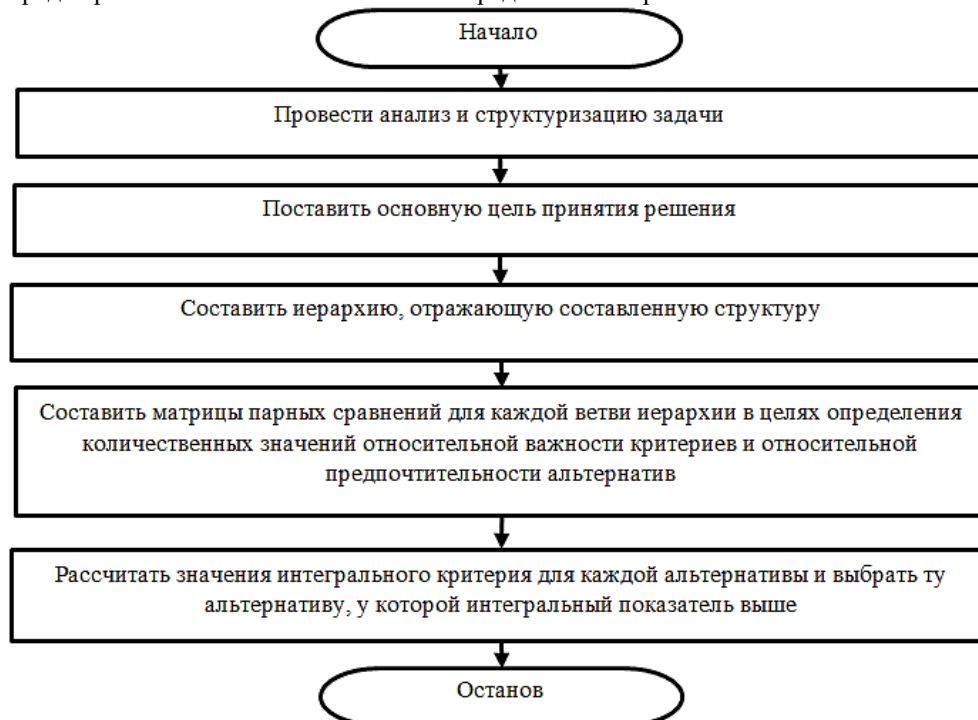 Начало
Провести анализ и структуризацию задачи
Поставить основную цель принятия решения
Составить иерархию, отражающую составленную структуру
Составить матрицы парных сравнений для каждой ветви иерархии в целях определения
количественных значений относительной важности критериев и относительной
предпочтительности альтернатив
Рассчитать значения интегрального критерия для каждой альтернативы и выбрать ту
альтернативу, у которой интегральный показатель выше
Останов